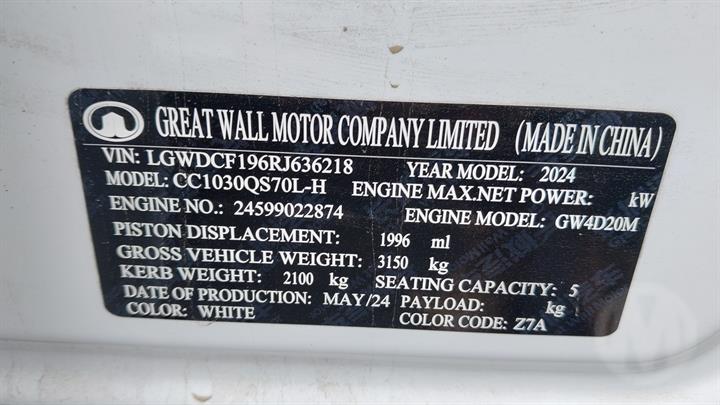 GREAT WALL MOTOR COMPANY LIMITED (MADE IN CHINA)
VIN: LGWDCF196RJ636218 YEAR MODEL: 2024
MODEL: CC1030QS70L-H ENGINE MAX.NET POWER: kW
ENGINE NO.: 24599022874 ENGINE MODEL: GW4D20M
PISTON DISPLACEMENT: 1996 ml
GROSS VEHICLE WEIGHT: 3150 kg
KERB WEIGHT: 2100 kg SEATING CAPACITY: 5
DATE OF PRODUCTION: MAY/24 PAYLOAD: kg
COLOR: WHITE COLOR CODE: Z7A